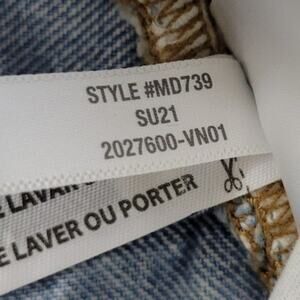 STYLE #MD739
SU21
2027600-VN01
LAVER OU PORTER
LAVER OU PORTER